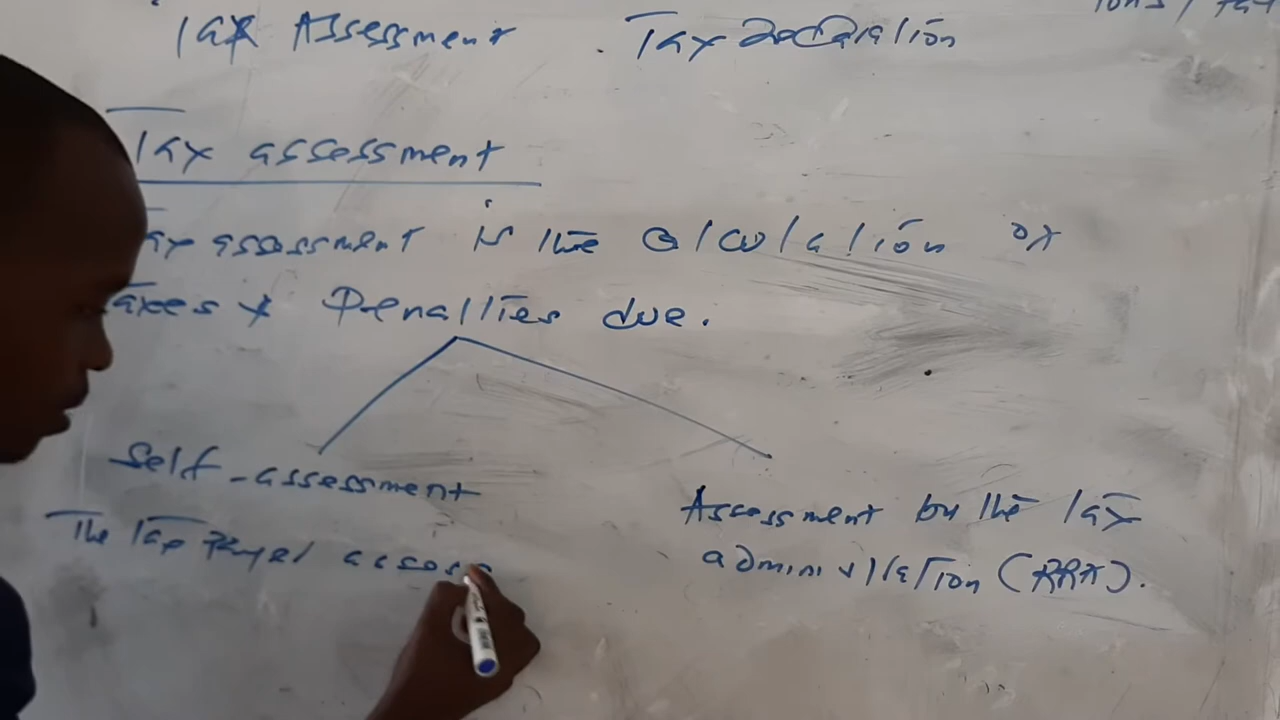 Tax Assessment . Tax Declaration
Tax assessment
Tax assessment is the calculation of
Taxes & Penalties due.
Self-assessment
Assessment by the tax
administration (RRA).
The tax payer assess